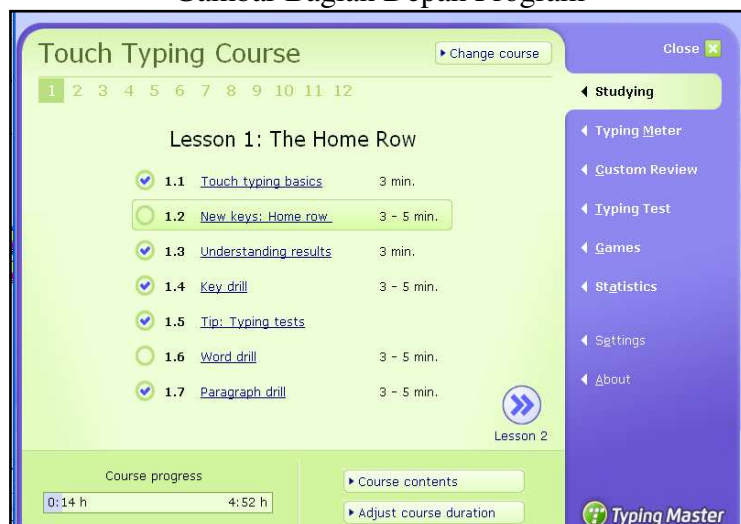 Gambar Bagian Depan Program
Touch Typing Course
Change course
Close
1 2 3 4 5 6 7 8 9 10 11 12
Lesson 1: The Home Row
1.1 Touch typing basics 3 min.
1.2 New keys: Home row 3 - 5 min.
1.3 Understanding results 3 min.
1.4 Key drill 3 - 5 min.
1.5 Tip: Typing tests
1.6 Word drill 3 - 5 min.
1.7 Paragraph drill 3 - 5 min.
Lesson 2
Course progress
0:14 h 4:52 h
Course contents
Adjust course duration
Studying
Typing Meter
Custom Review
Typing Test
Games
Statistics
Settings
About
Typing Master